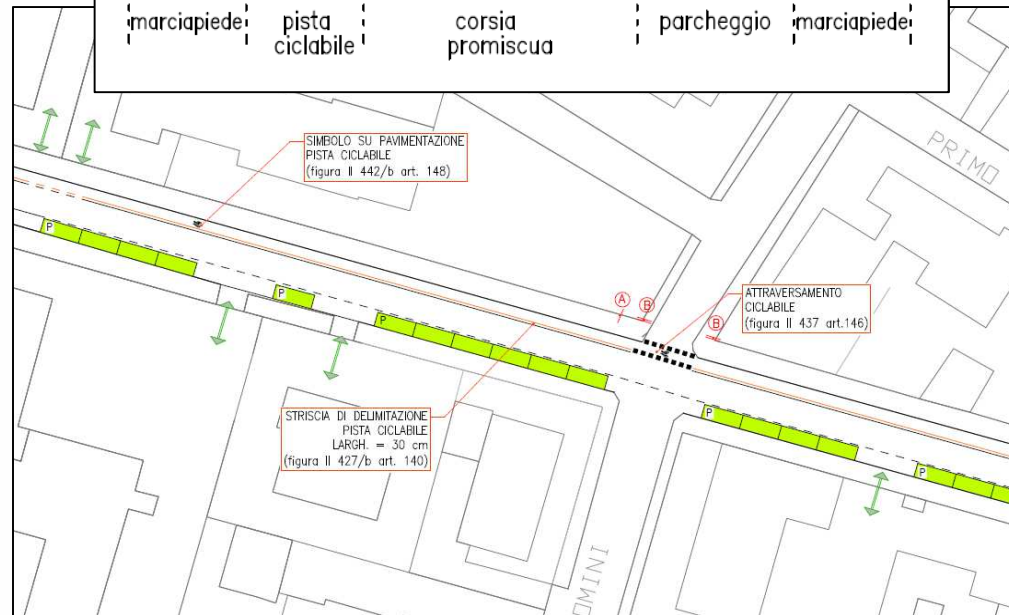 marciapiede pista ciclabile corsia promiscua parcheggio marciapiede
SIMBOLO SU PAVIMENTAZIONE
PISTA CICLABILE
(figura II 442/b art. 148)
PRIMO
P
A
B
ATTRAVERSAMENTO
CICLABILE
(figura II 437 art.146)
B
P
P
STRISCIA DI DELIMITAZIONE
PISTA CICLABILE
LARGH. = 30 cm
(figura II 427/b art. 140)
P
P
OMINI